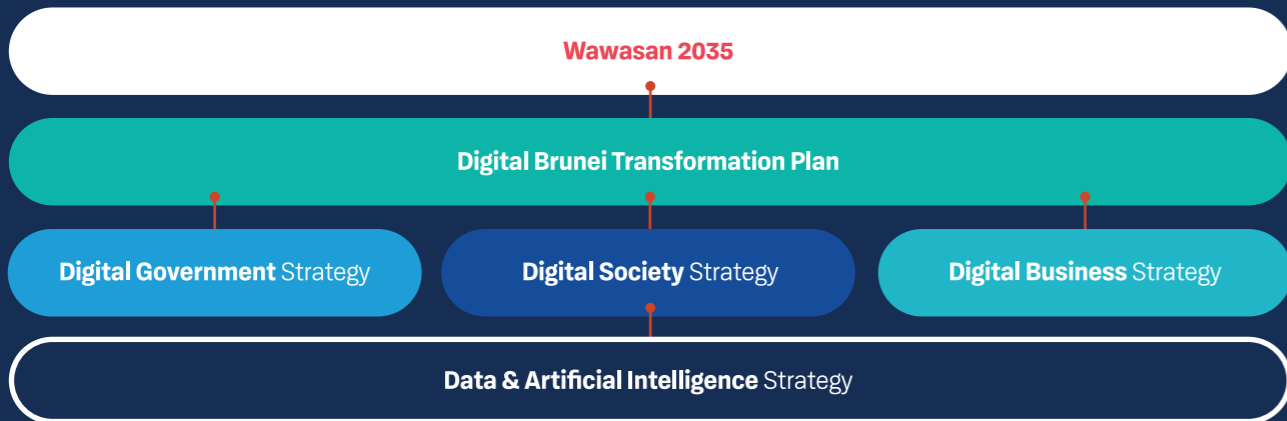 Wawasan 2035
Digital Brunei Transformation Plan
Digital Government Strategy
Digital Society Strategy
Digital Business Strategy
Data & Artificial Intelligence Strategy